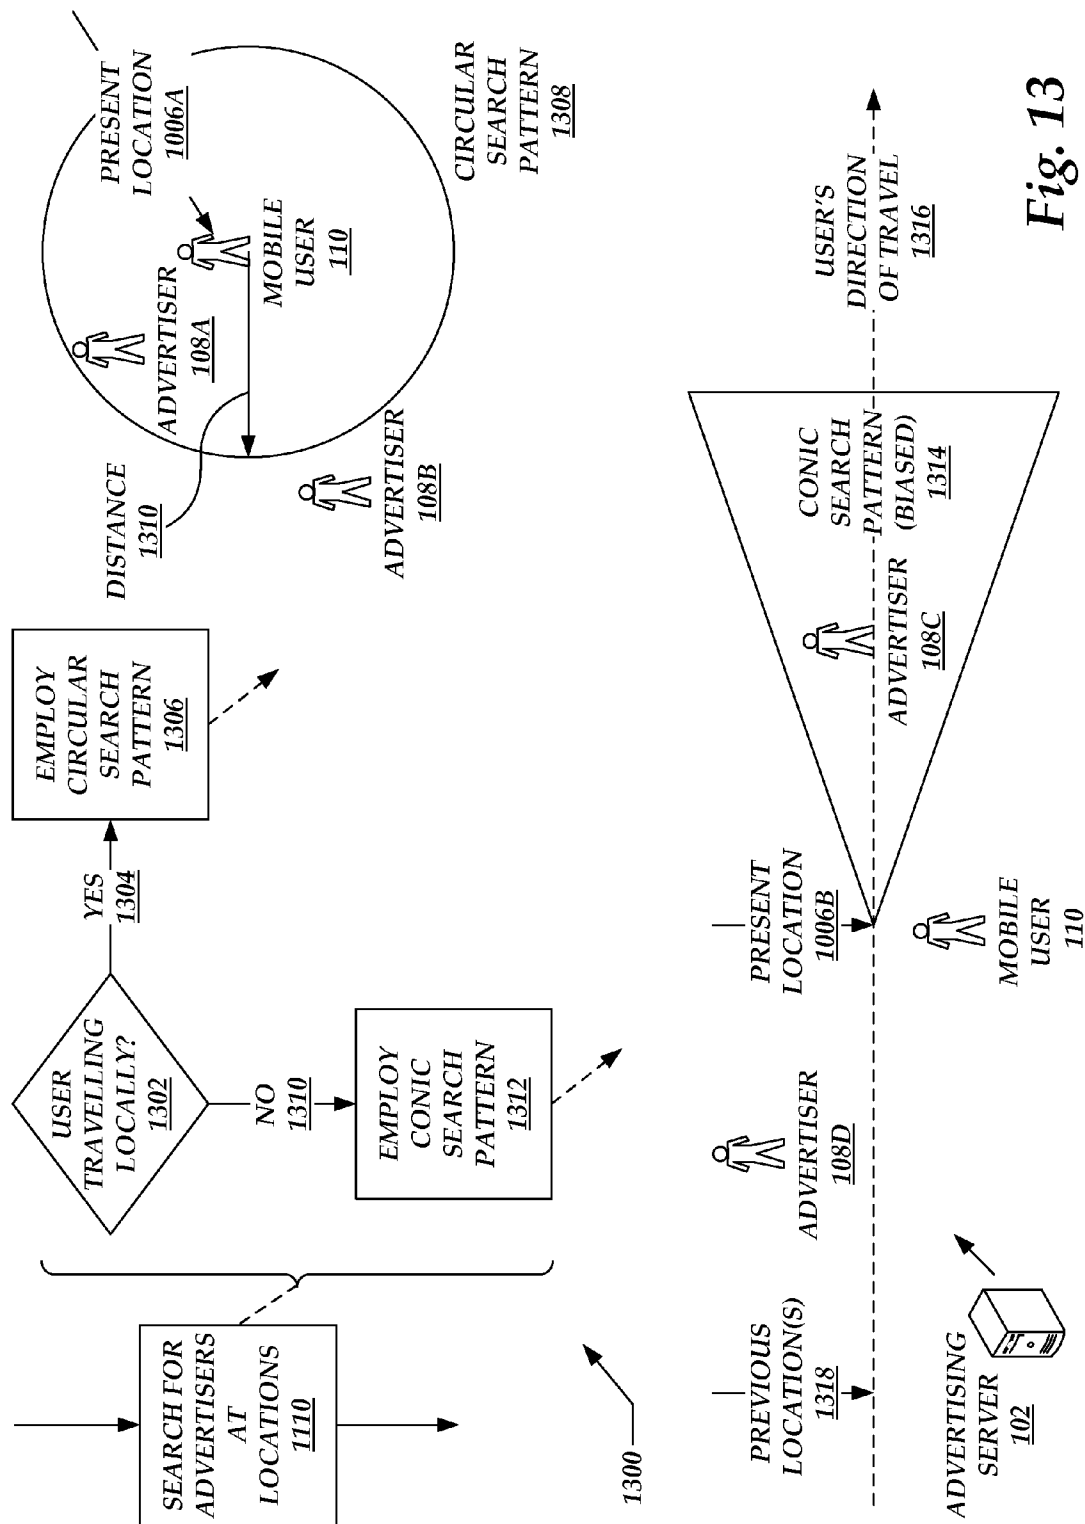 SEARCH FOR
ADVERTISERS
AT
LOCATIONS
1110
1300
USER
TRAVELLING
LOCALLY?
1302
YES
1304
NO
1310
EMPLOY
CIRCULAR
SEARCH
PATTERN
1306
EMPLOY
CONIC
SEARCH
PATTERN
1312
DISTANCE
1310
PRESENT
LOCATION
1006A
ADVERTISER
108A
MOBILE
USER
110
ADVERTISER
108B
CIRCULAR
SEARCH
PATTERN
1308
PREVIOUS
LOCATION(S)
1318
ADVERTISER
108D
PRESENT
LOCATION
1006B
CONIC
SEARCH
PATTERN
(BIASED)
1314
ADVERTISER
108C
USER'S
DIRECTION
OF TRAVEL
1316
ADVERTISING
SERVER
102
MOBILE
USER
110
Fig. 13